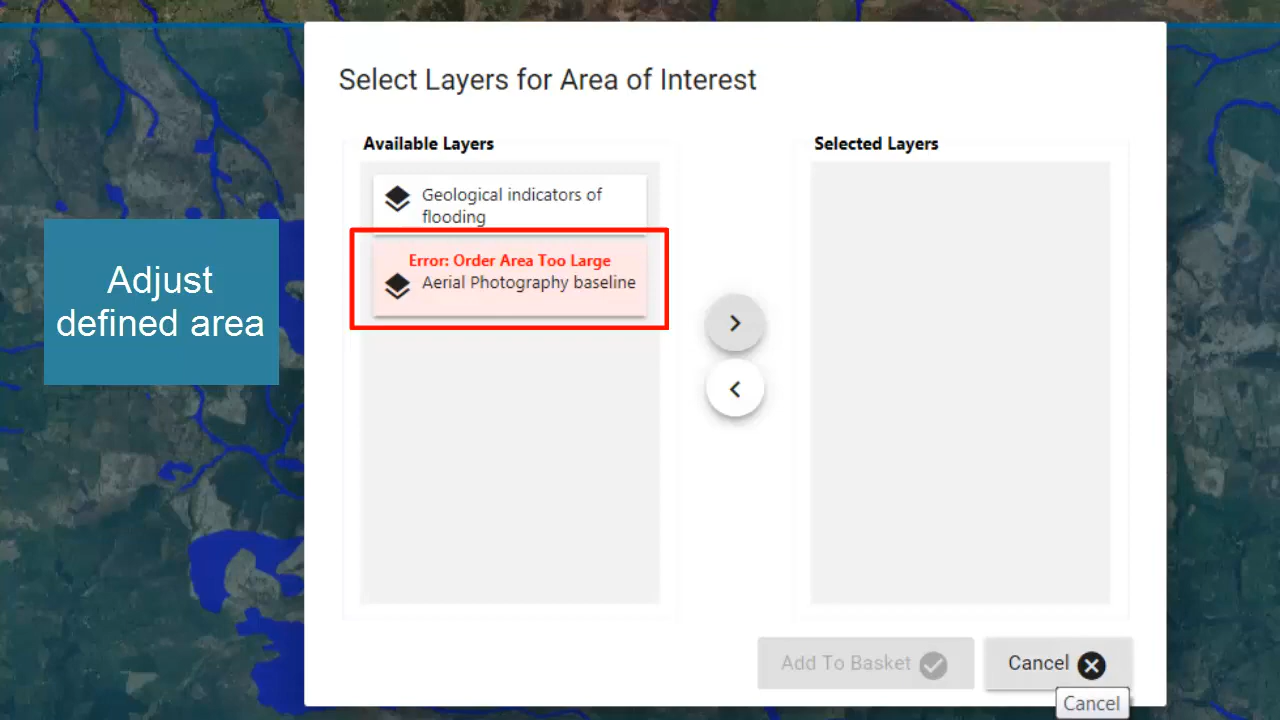 Select Layers for Area of Interest
Available Layers
Selected Layers
Geological indicators of
flooding
Error: Order Area Too Large
Aerial Photography baseline
Adjust
defined area
Add To Basket
Cancel
Cancel